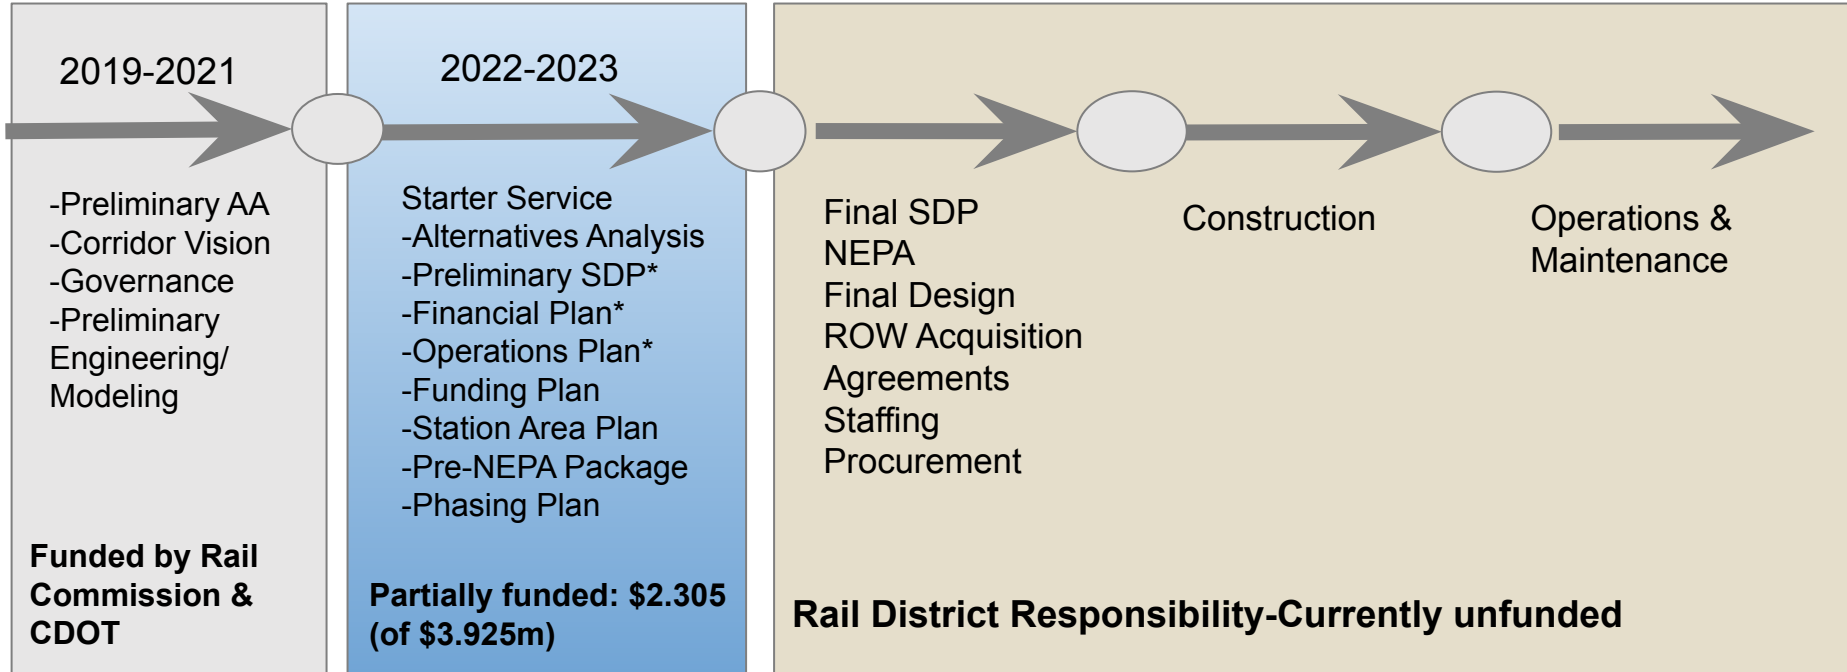 2019-2021
-Preliminary AA
-Corridor Vision
-Governance
-Preliminary
Engineering/
Modeling
Funded by Rail
Commission &
CDOT
2022-2023
Starter Service
-Alternatives Analysis
-Preliminary SDP*
-Financial Plan*
-Operations Plan*
-Funding Plan
-Station Area Plan
-Pre-NEPA Package
-Phasing Plan
Partially funded: $2.305
(of $3.925m)
Final SDP
NEPA
Final Design
ROW Acquisition
Agreements
Staffing
Procurement
Construction
Operations &
Maintenance
Rail District Responsibility-Currently unfunded